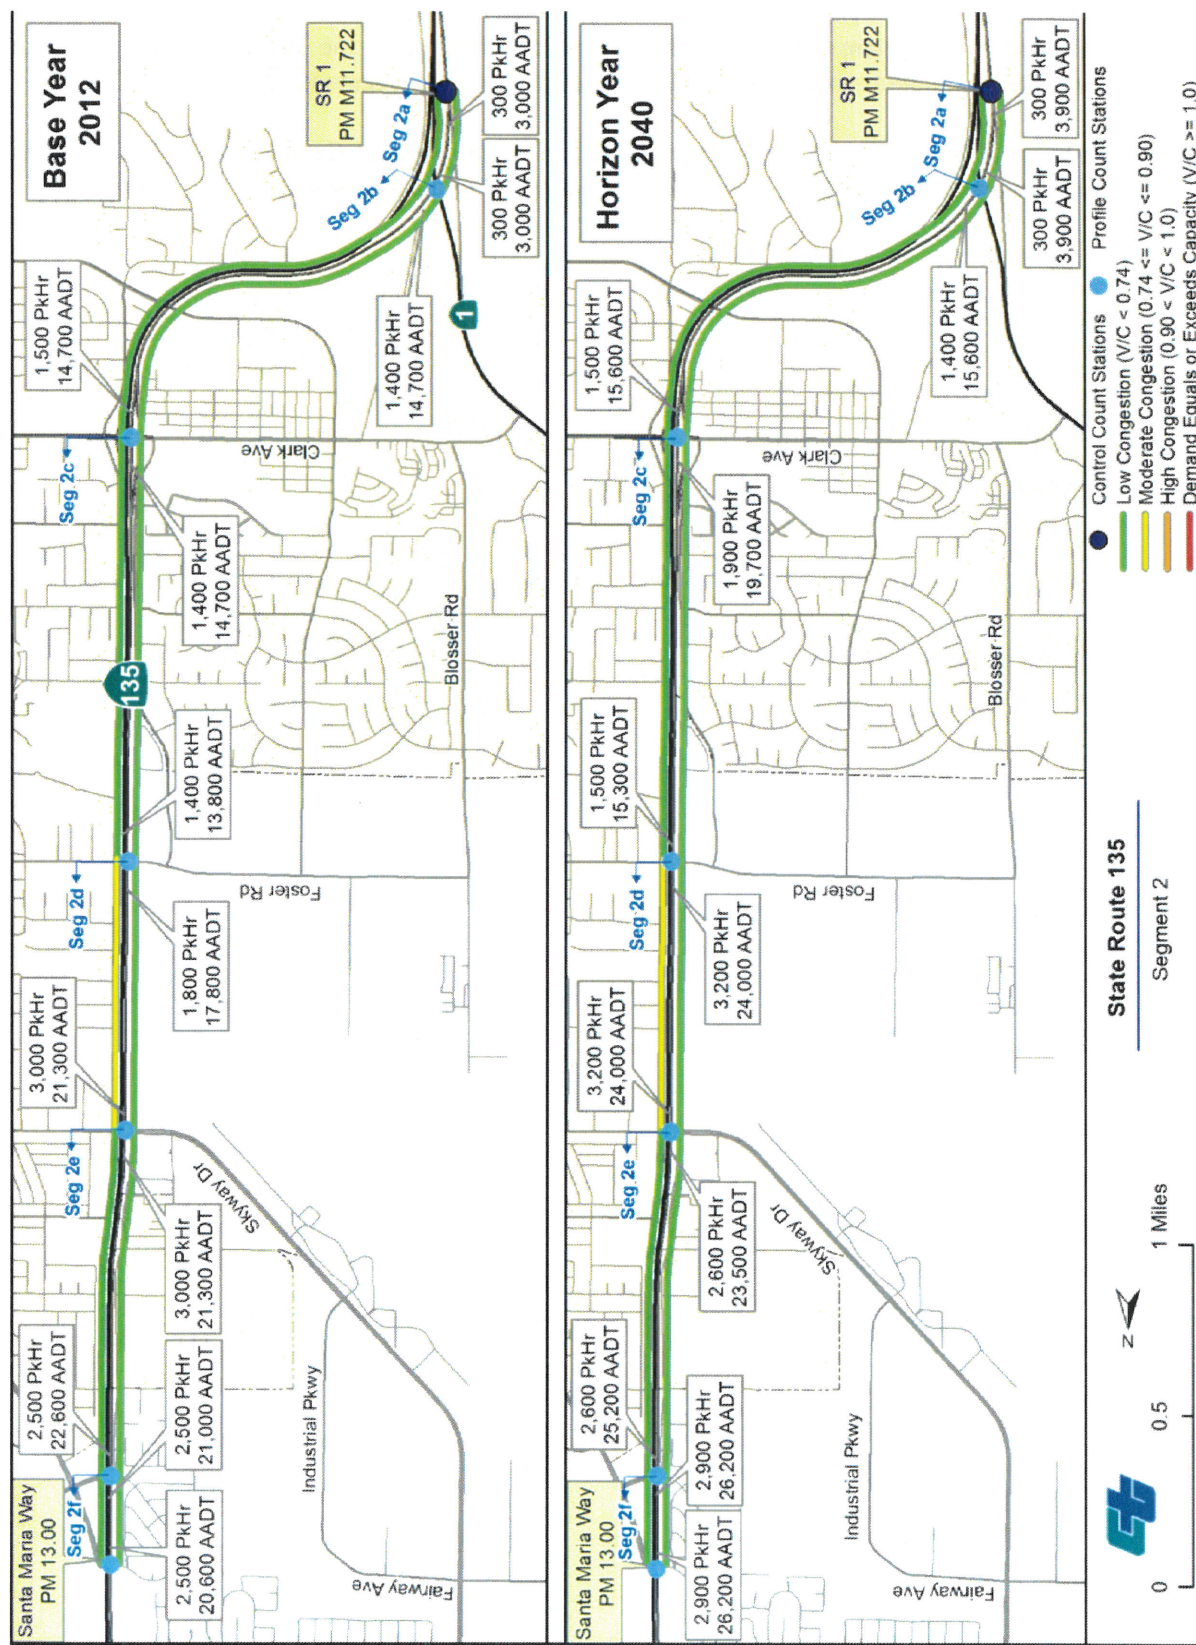 Base Year
2012
Santa Maria Way
PM 13.00
Seg 2f
2,500 PkHr
20,600 AADT
2,500 PkHr
22,600 AADT
2,500 PkHr
21,000 AADT
3,000 PkHr
21,300 AADT
Seg 2e
3,000 PkHr
21,300 AADT
1,800 PkHr
17,800 AADT
Seg 2d
1,400 PkHr
13,800 AADT
135
1,400 PkHr
14,700 AADT
Seg 2c
1,500 PkHr
14,700 AADT
1,400 PkHr
14,700 AADT
Seg 2b
Seg 2a
300 PkHr
3,000 AADT
300 PkHr
3,000 AADT
SR 1
PM M11.722
1
Industrial Pkwy
Fairway Ave
Skyway Dr
Foster Rd
Blosser Rd
Clark Ave
Horizon Year
2040
Santa Maria Way
PM 13.00
Seg 2f
2,900 PkHr
26,200 AADT
2,600 PkHr
25,200 AADT
2,900 PkHr
26,200 AADT
2,600 PkHr
23,500 AADT
Seg 2e
3,200 PkHr
24,000 AADT
3,200 PkHr
24,000 AADT
Seg 2d
1,500 PkHr
15,300 AADT
1,900 PkHr
19,700 AADT
Seg 2c
1,500 PkHr
15,600 AADT
1,400 PkHr
15,600 AADT
Seg 2b
Seg 2a
300 PkHr
3,900 AADT
300 PkHr
3,900 AADT
SR 1
PM M11.722
Industrial Pkwy
Fairway Ave
Skyway Dr
Foster Rd
Blosser Rd
Clark Ave
0 0.5 1 Miles
N
State Route 135
Segment 2
Control Count Stations
Profile Count Stations
Low Congestion (V/C < 0.74)
Moderate Congestion (0.74 <= V/C <= 0.90)
High Congestion (0.90 < V/C < 1.0)
Demand Equals or Exceeds Capacity (V/C >= 1.0)